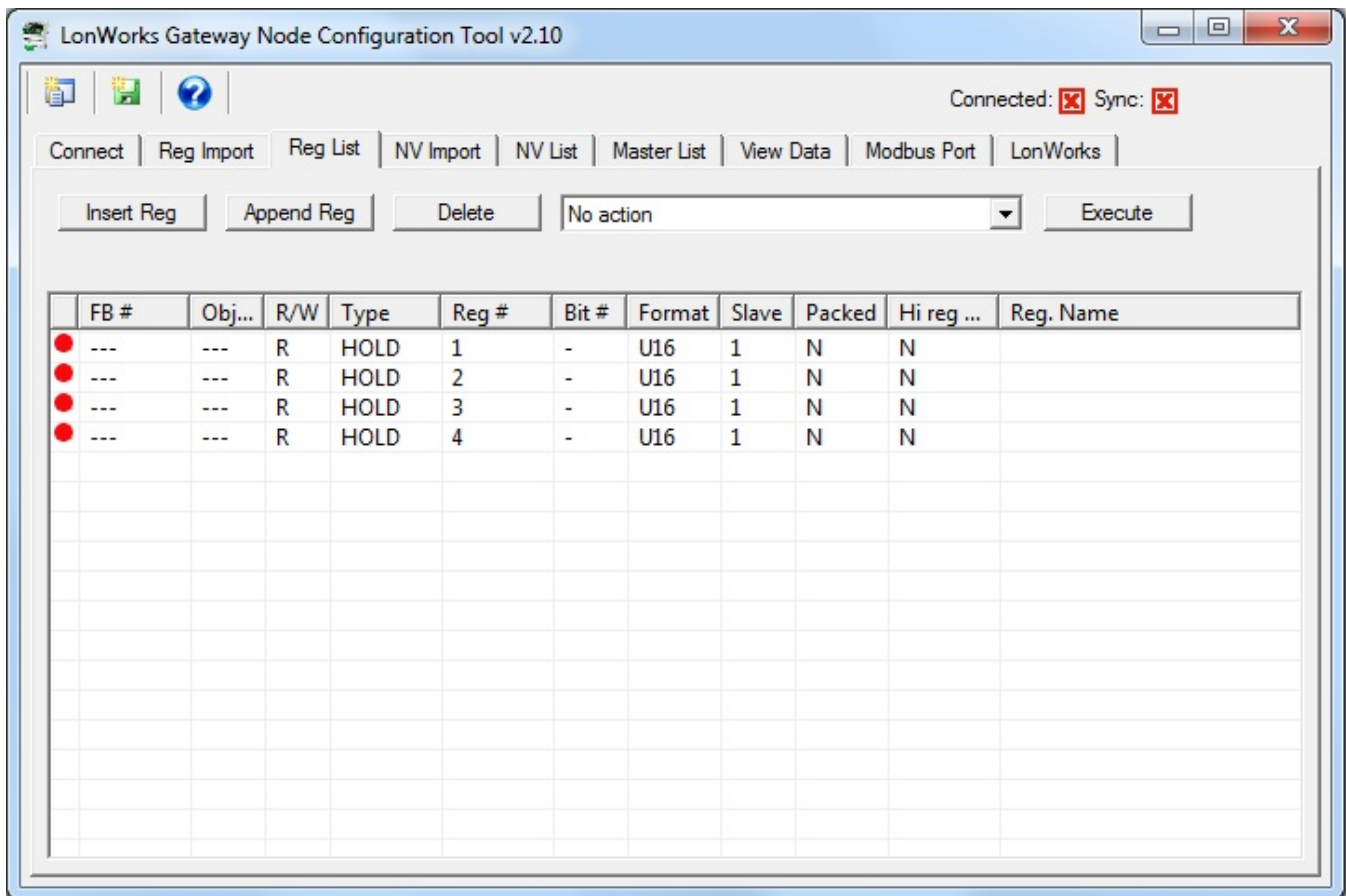 LonWorks Gateway Node Configuration Tool v2.10
Connected: Sync:
Connect Reg Import Reg List NV Import NV List Master List View Data Modbus Port LonWorks
Insert Reg Append Reg Delete No action Execute
FB # Obj... R/W Type Reg # Bit # Format Slave Packed Hi reg ... Reg. Name
--- --- R HOLD 1 - U16 1 N N
--- --- R HOLD 2 - U16 1 N N
--- --- R HOLD 3 - U16 1 N N
--- --- R HOLD 4 - U16 1 N N